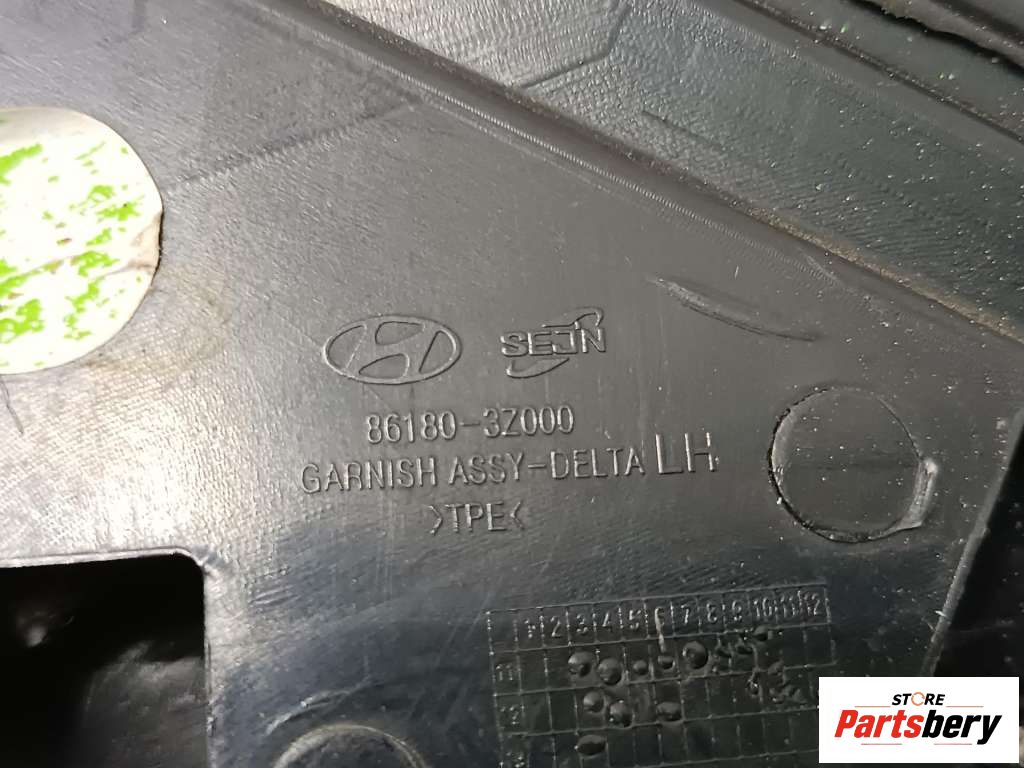 SEJIN
86180-3Z000
GARNISH ASSY-DELTA LH
>TPE<
1 2 3 4 5 6 7 8 9 10 11 12
STORE
Partsbery